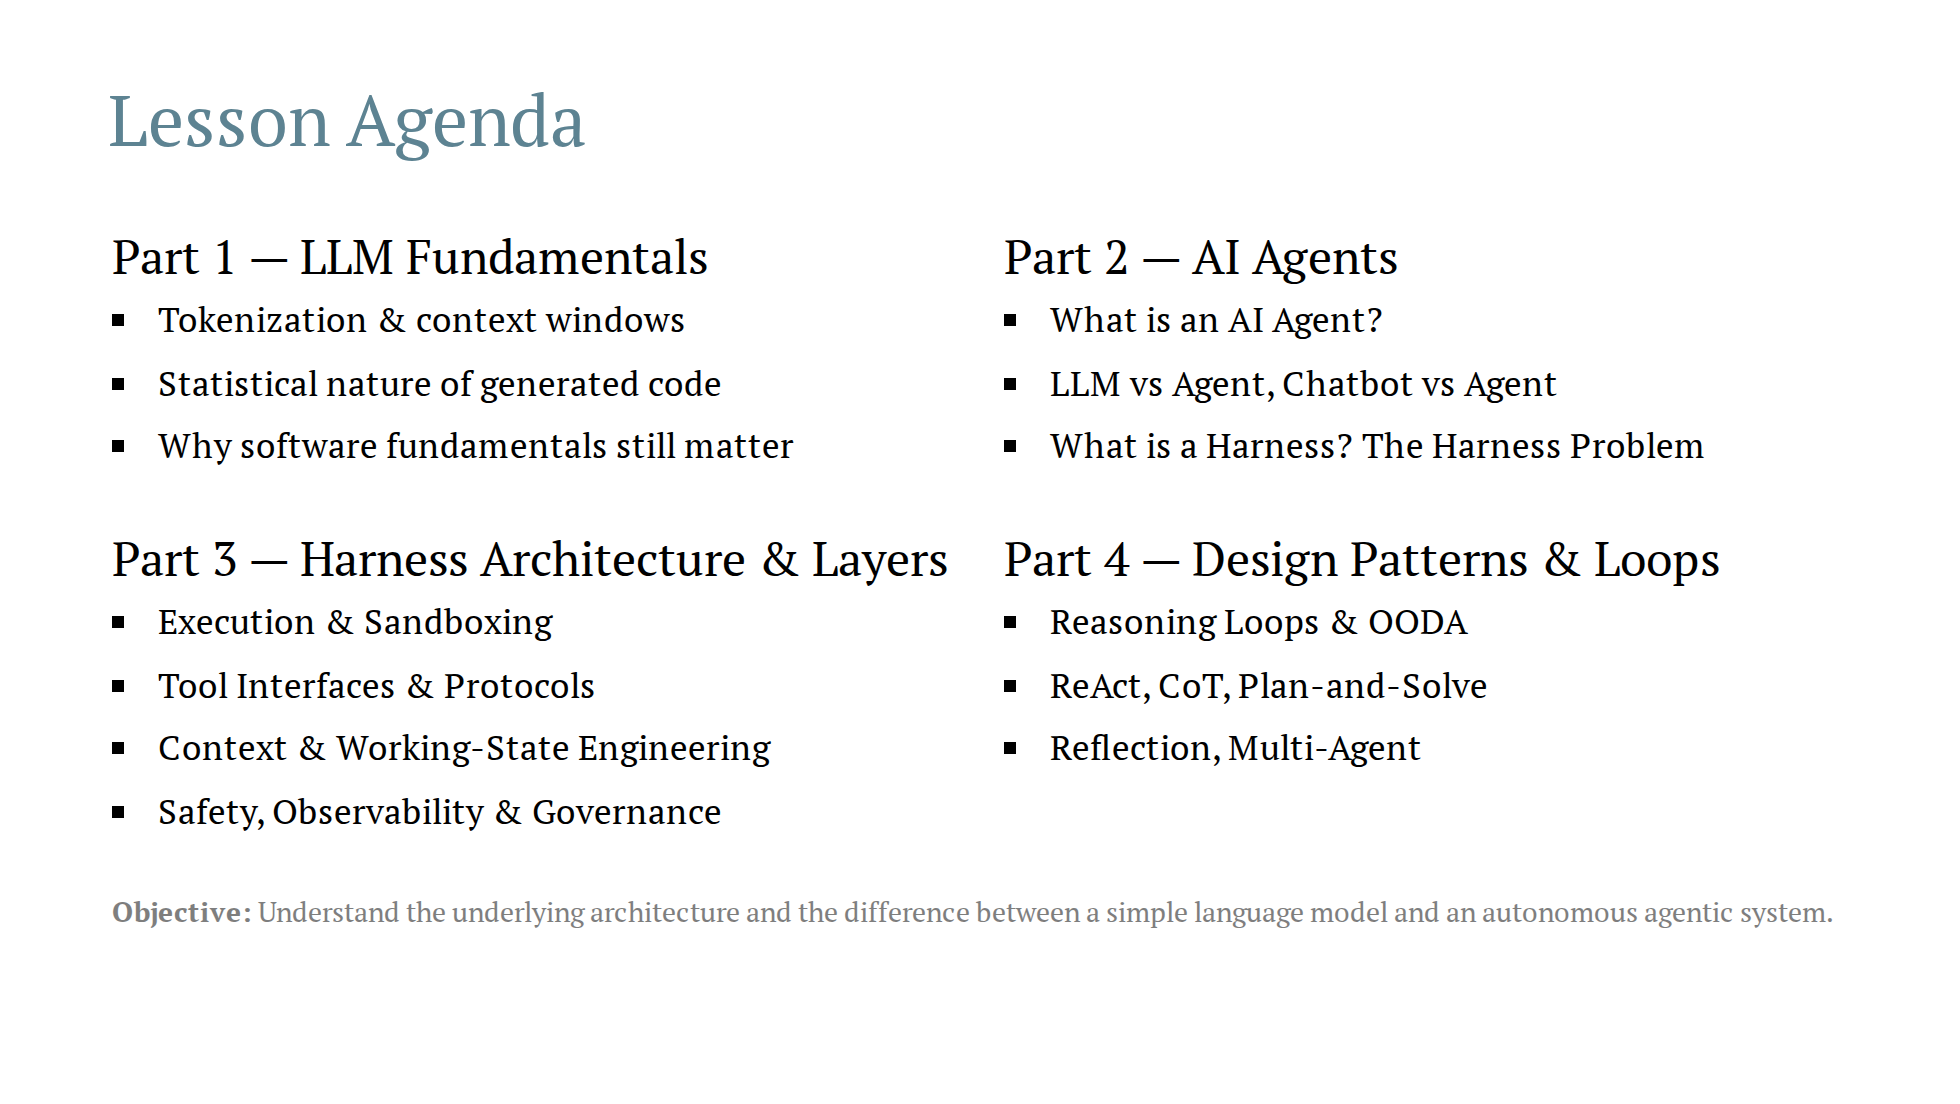 Lesson Agenda
Part 1 — LLM Fundamentals
▪ Tokenization & context windows
▪ Statistical nature of generated code
▪ Why software fundamentals still matter
Part 2 — AI Agents
▪ What is an AI Agent?
▪ LLM vs Agent, Chatbot vs Agent
▪ What is a Harness? The Harness Problem
Part 3 — Harness Architecture & Layers
▪ Execution & Sandboxing
▪ Tool Interfaces & Protocols
▪ Context & Working-State Engineering
▪ Safety, Observability & Governance
Part 4 — Design Patterns & Loops
▪ Reasoning Loops & OODA
▪ ReAct, CoT, Plan-and-Solve
▪ Reflection, Multi-Agent
Objective: Understand the underlying architecture and the difference between a simple language model and an autonomous agentic system.